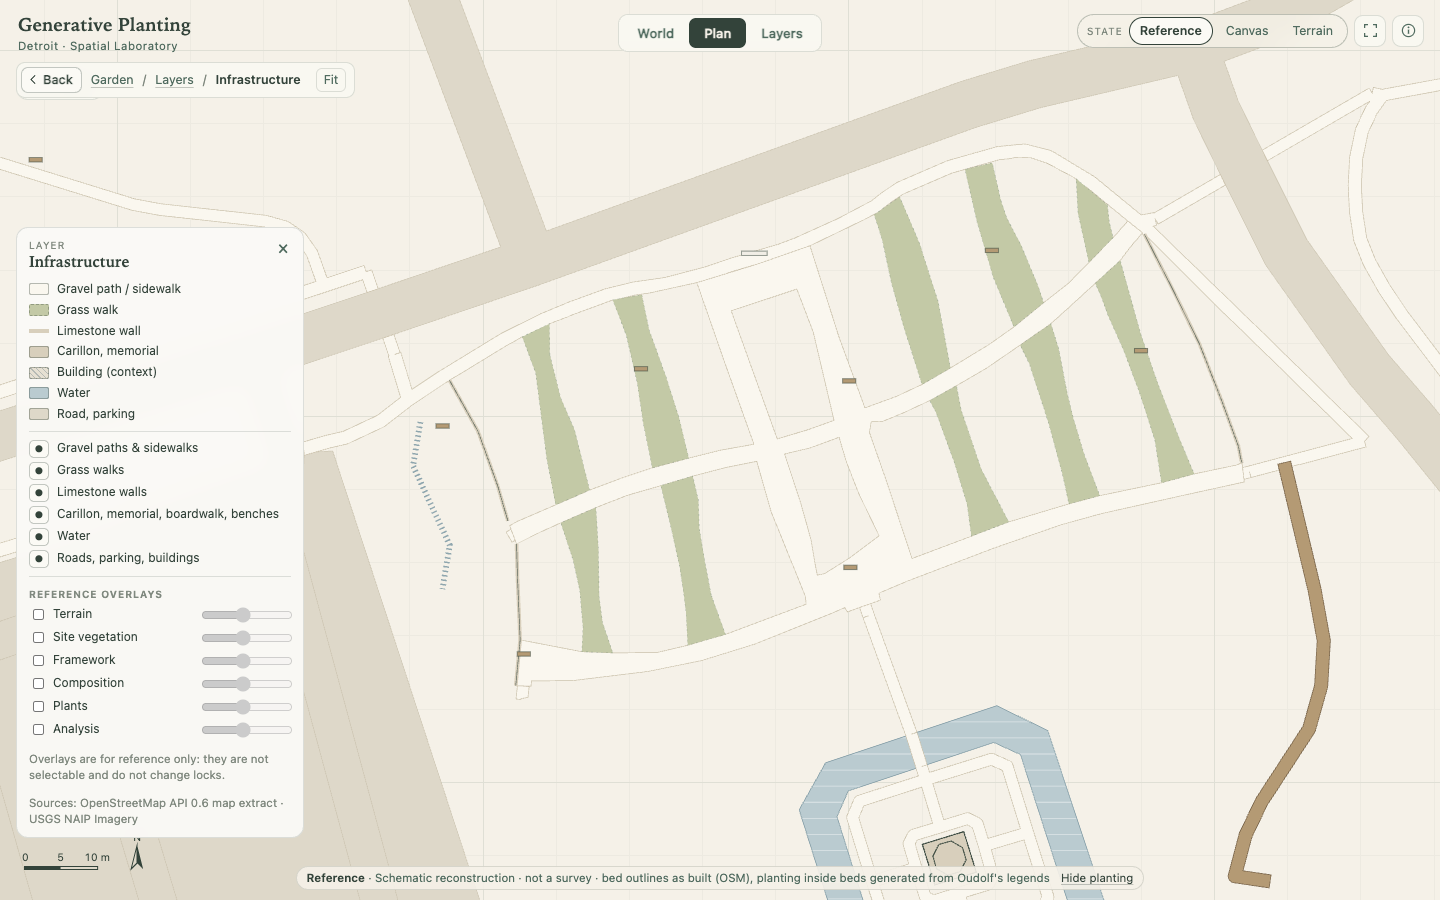 Generative Planting
Detroit · Spatial Laboratory
World
Plan
Layers
STATE
Reference
Canvas
Terrain
Back
Garden / Layers / Infrastructure
Fit
LAYER
Infrastructure
Gravel path / sidewalk
Grass walk
Limestone wall
Carillon, memorial
Building (context)
Water
Road, parking
Gravel paths & sidewalks
Grass walks
Limestone walls
Carillon, memorial, boardwalk, benches
Water
Roads, parking, buildings
REFERENCE OVERLAYS
Terrain
Site vegetation
Framework
Composition
Plants
Analysis
Overlays are for reference only: they are not
selectable and do not change locks.
Sources: OpenStreetMap API 0.6 map extract ·
USGS NAIP Imagery
N
0 5 10 m
Reference · Schematic reconstruction · not a survey · bed outlines as built (OSM), planting inside beds generated from Oudolf's legends Hide planting